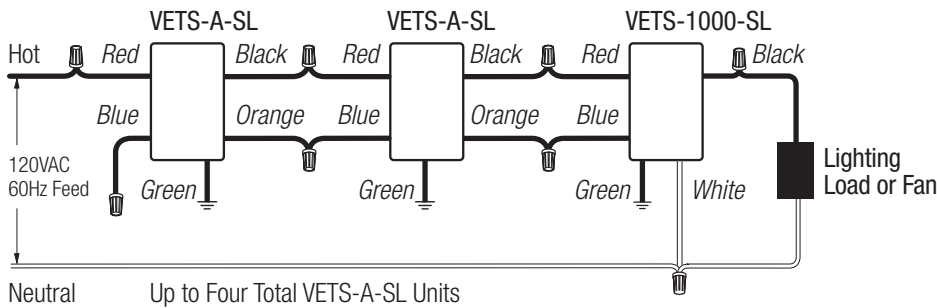 VETS-A-SL VETS-A-SL VETS-1000-SL
Hot Red Black Red Black Red Black
Blue Orange Blue Orange Blue
120VAC
60Hz Feed
Lighting
Load or Fan
Green Green Green White
Neutral Up to Four Total VETS-A-SL Units